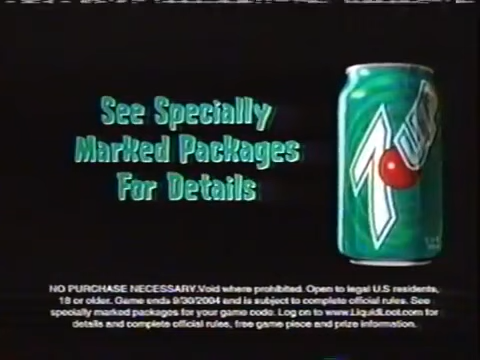 See Specially
Marked Packages
For Details
7UP
NO PURCHASE NECESSARY. Void where prohibited. Open to legal U.S residents,
18 or older. Game ends 9/30/2004 and is subject to complete official rules. See
specially marked packages for your game code. Log on to www.LiquidLoot.com for
details and complete official rules, free game piece and prize information.